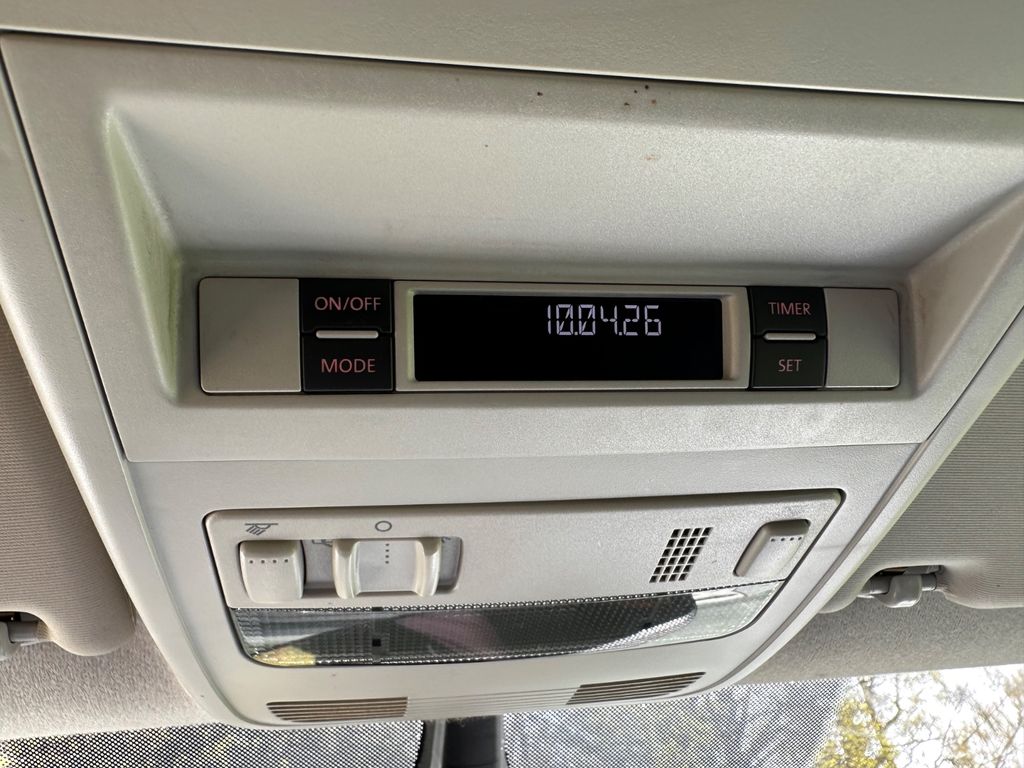 ON/OFF
MODE
10.04.26
TIMER
SET